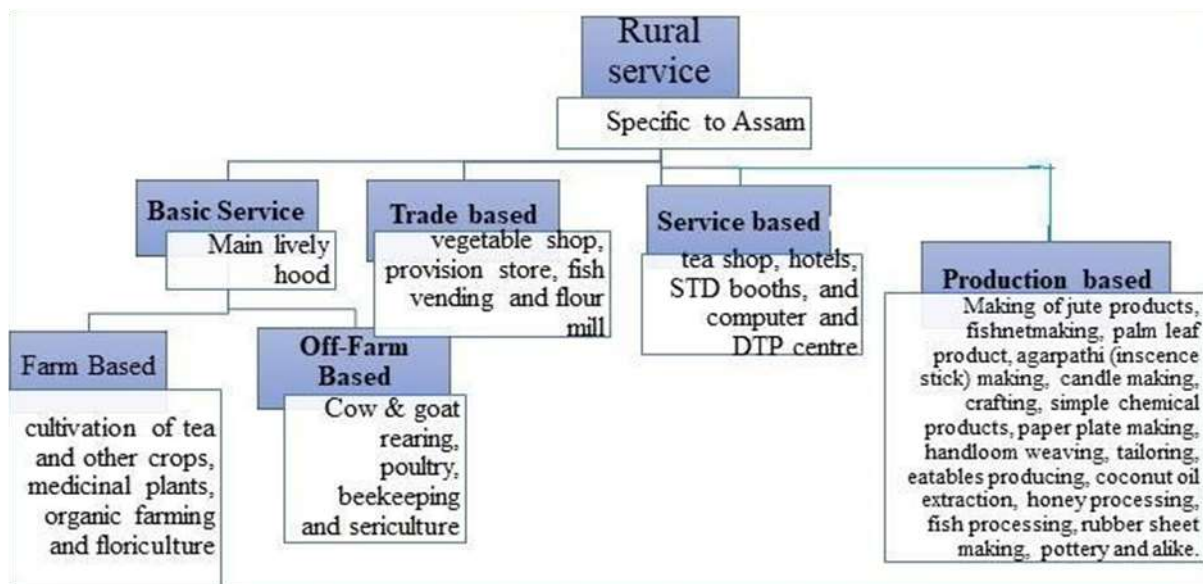 Rural
service
Specific to Assam
Basic Service
Main lively
hood
Trade based
vegetable shop,
provision store, fish
vending and flour
mill
Service based
tea shop, hotels,
STD booths, and
computer and
DTP centre
Production based
Making of jute products,
fishnetmaking, palm leaf
product, agarpathi (inscence
stick) making, candle making,
crafting, simple chemical
products, paper plate making,
handloom weaving, tailoring,
eatables producing, coconut oil
extraction, honey processing,
fish processing, rubber sheet
making, pottery and alike.
Farm Based
cultivation of tea
and other crops,
medicinal plants,
organic farming
and floriculture
Off-Farm
Based
Cow & goat
rearing,
poultry,
beekeeping
and sericulture